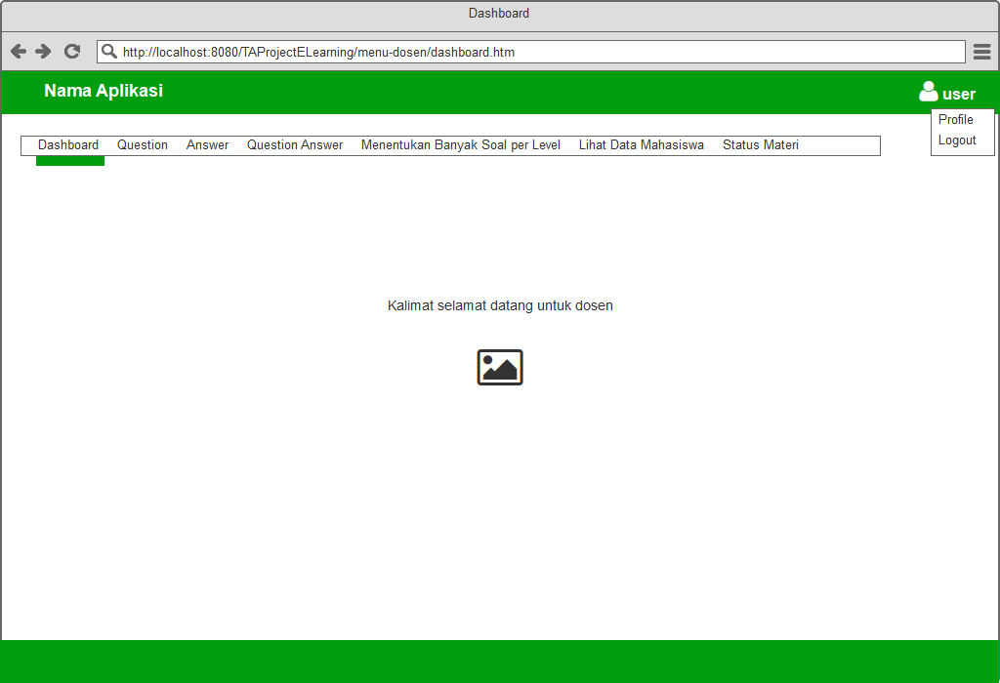 Dashboard
http://localhost:8080/TAProjectELearning/menu-dosen/dashboard.htm
Nama Aplikasi
user
Profile
Logout
Dashboard Question Answer Question Answer Menentukan Banyak Soal per Level Lihat Data Mahasiswa Status Materi
Kalimat selamat datang untuk dosen